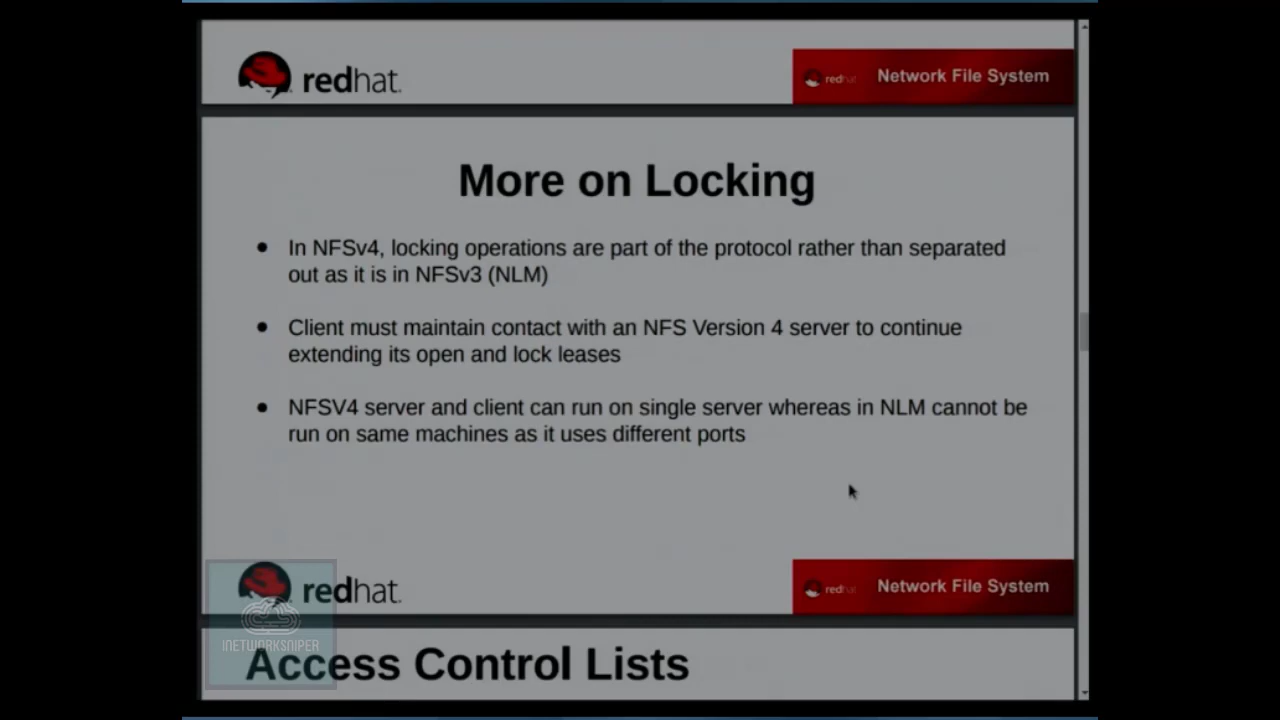 redhat.
redhat Network File System
More on Locking
● In NFSv4, locking operations are part of the protocol rather than separated
out as it is in NFSv3 (NLM)
● Client must maintain contact with an NFS Version 4 server to continue
extending its open and lock leases
● NFSV4 server and client can run on single server whereas in NLM cannot be
run on same machines as it uses different ports
redhat.
redhat Network File System
INETWORKSNIPER
Access Control Lists